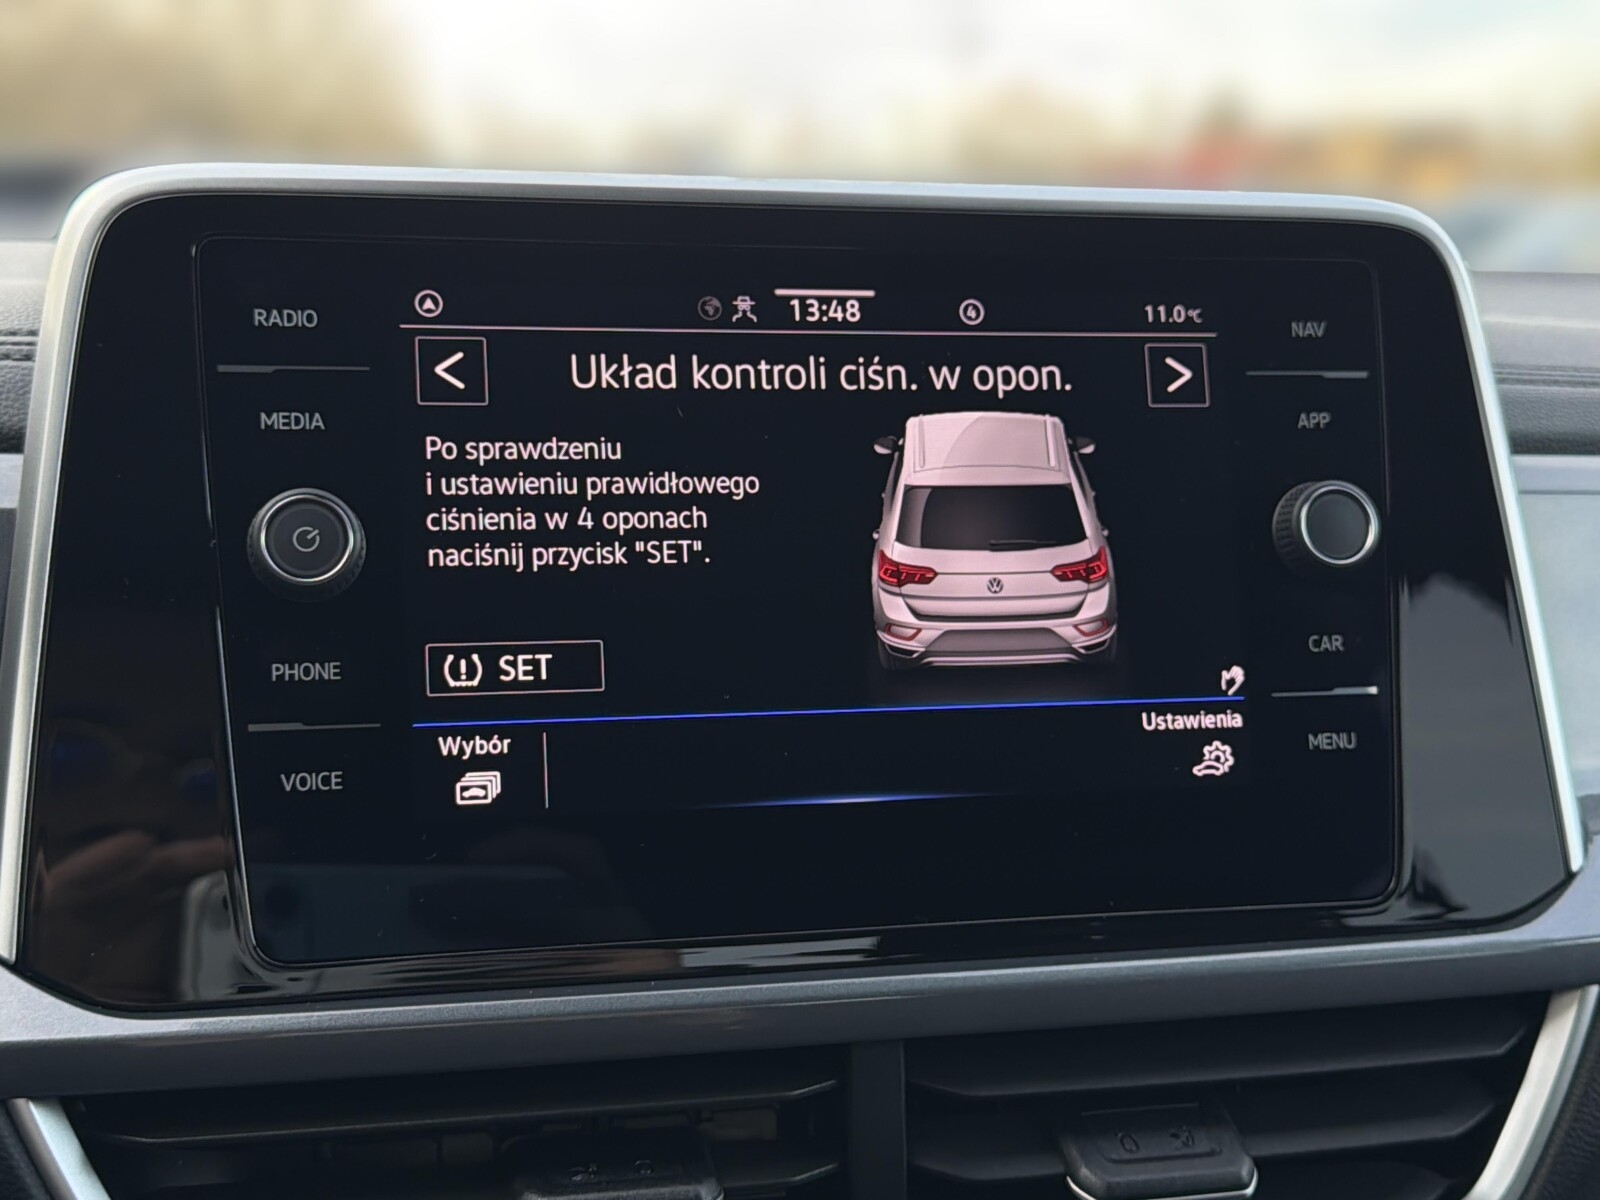 RADIO
MEDIA
PHONE
VOICE
13:48
4
11.0°C
<
Układ kontroli ciśn. w opon.
>
Po sprawdzeniu
i ustawieniu prawidłowego
ciśnienia w 4 oponach
naciśnij przycisk "SET".
SET
Wybór
Ustawienia
NAV
APP
CAR
MENU